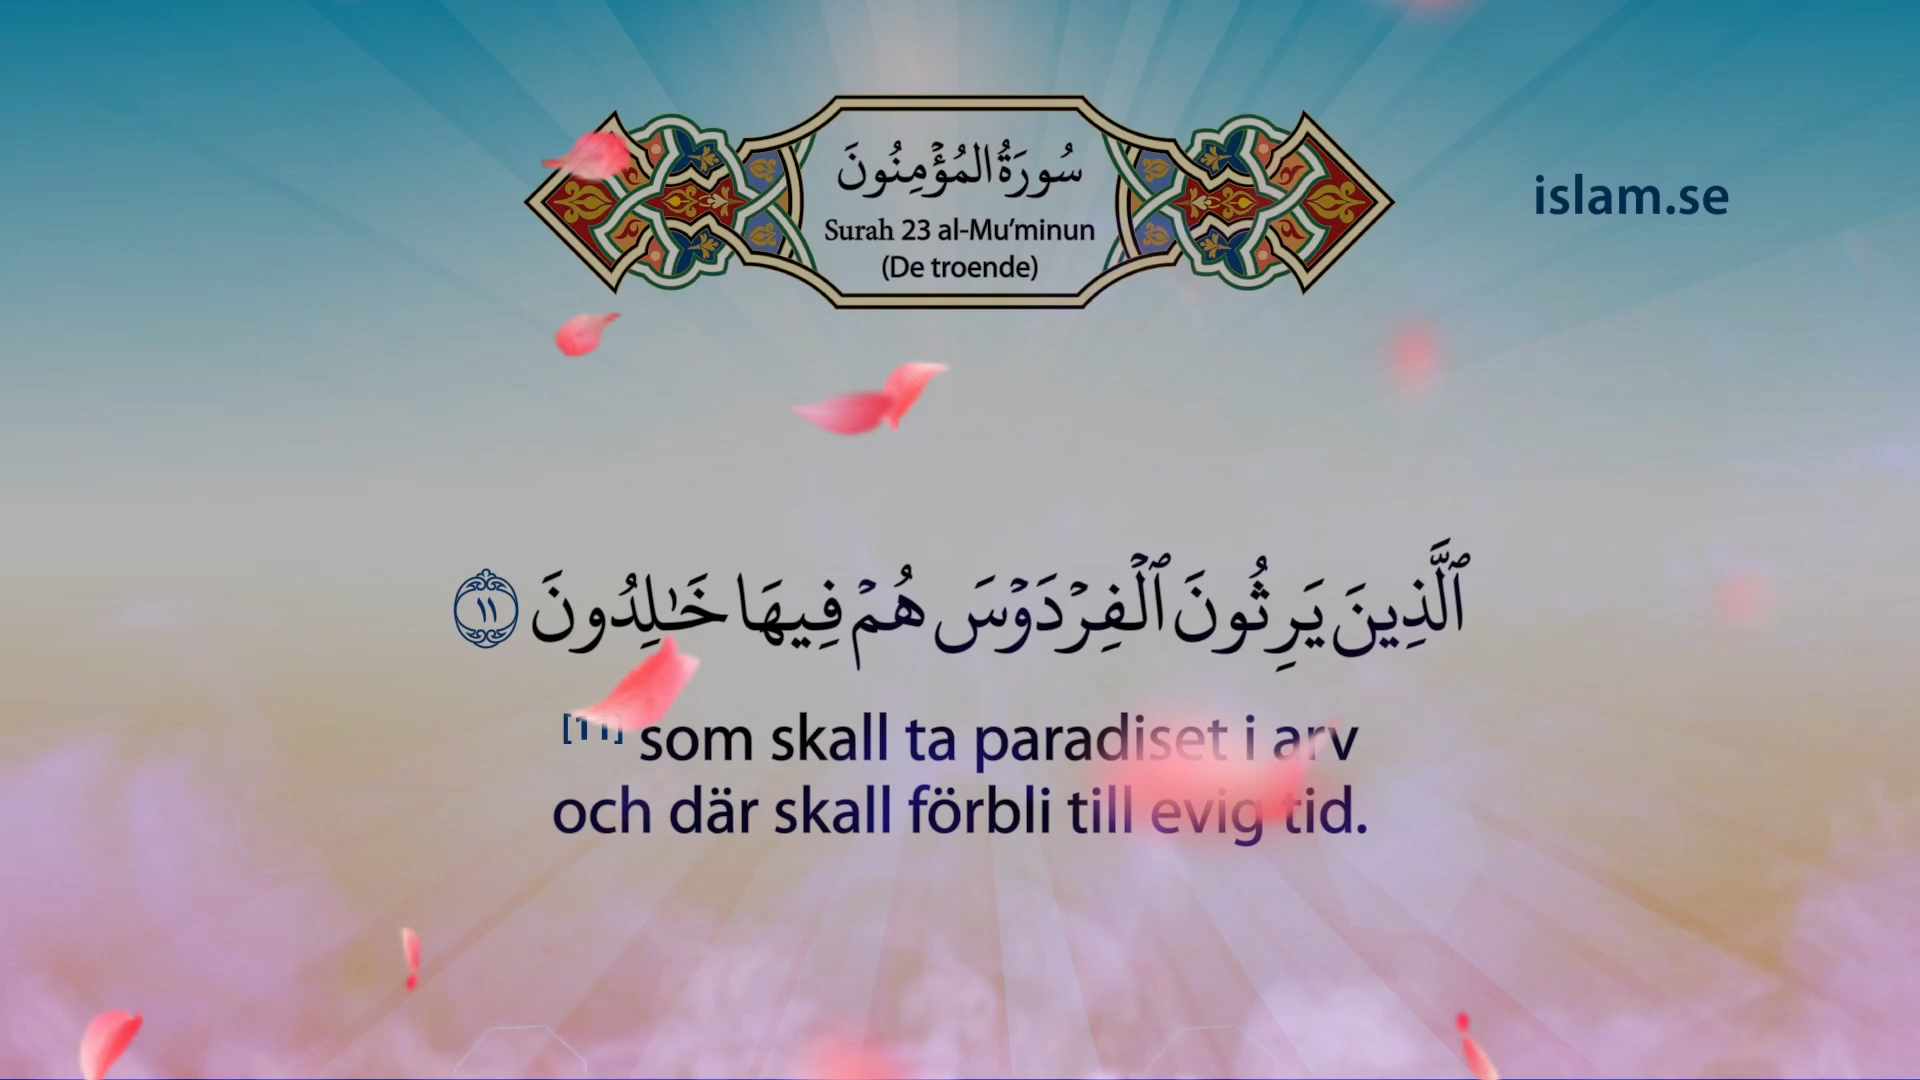 سُورَةُ المُؤْمِنُونَ
Surah 23 al-Mu’minun
(De troende)
islam.se
ٱلَّذِينَ يَرِثُونَ ٱلْفِرْدَوْسَ هُمْ فِيهَا خَـٰلِدُونَ ١١
[11] som skall ta paradiset i arv
och där skall förbli till evig tid.